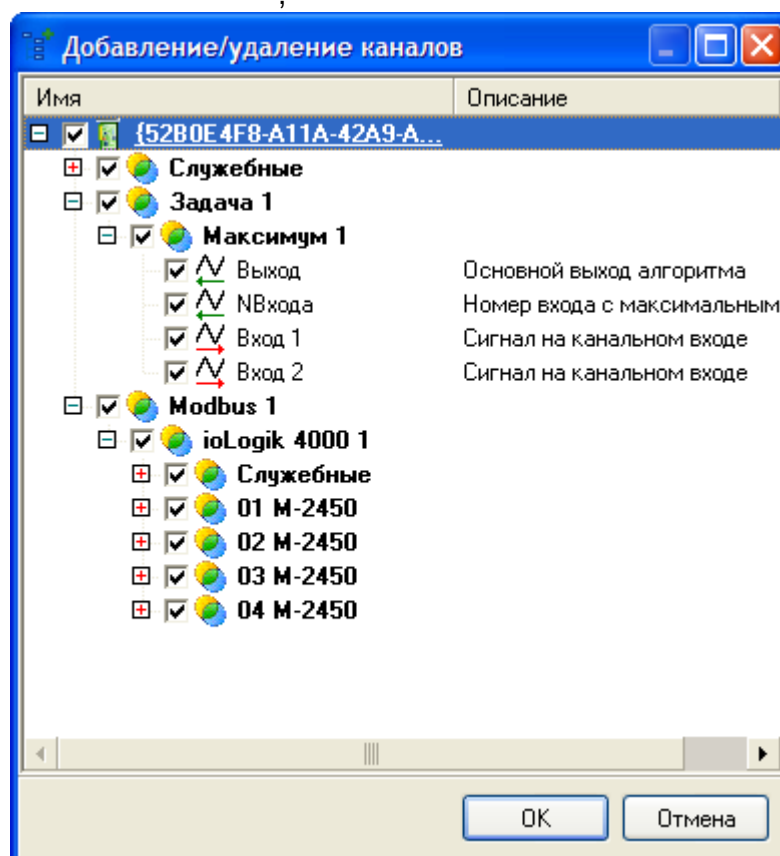 ,
Добавление/удаление каналов
Имя Описание
{52B0E4F8-A11A-42A9-A...
Служебные
Задача 1
Максимум 1
Выход Основной выход алгоритма
NВхода Номер входа с максимальным
Вход 1 Сигнал на канальном входе
Вход 2 Сигнал на канальном входе
Modbus 1
ioLogik 4000 1
Служебные
01 M-2450
02 M-2450
03 M-2450
04 M-2450
OK Отмена